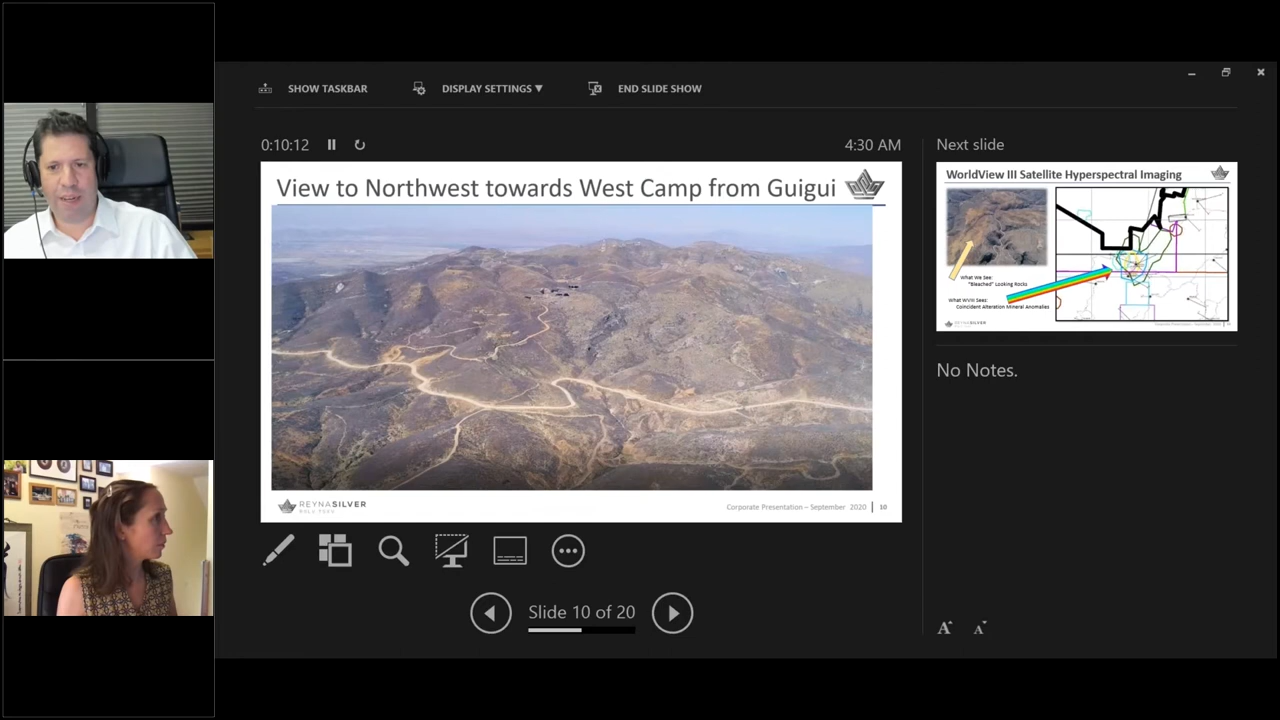 SHOW TASKBAR
DISPLAY SETTINGS ▼
END SLIDE SHOW
0:10:12
4:30 AM
View to Northwest towards West Camp from Guigui
REYNASILVER
Corporate Presentation – September 2020 | 10
Slide 10 of 20
Next slide
WorldView III Satellite Hyperspectral Imaging
What We See:
"Bleached" Looking Rocks
What WVIII Sees:
Coincident Alteration Mineral Anomalies
REYNASILVER
No Notes.
A A